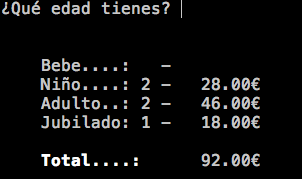 ¿Qué edad tienes?
Bebe....: –
Niño....: 2 – 28.00€
Adulto..: 2 – 46.00€
Jubilado: 1 – 18.00€
Total....: 92.00€